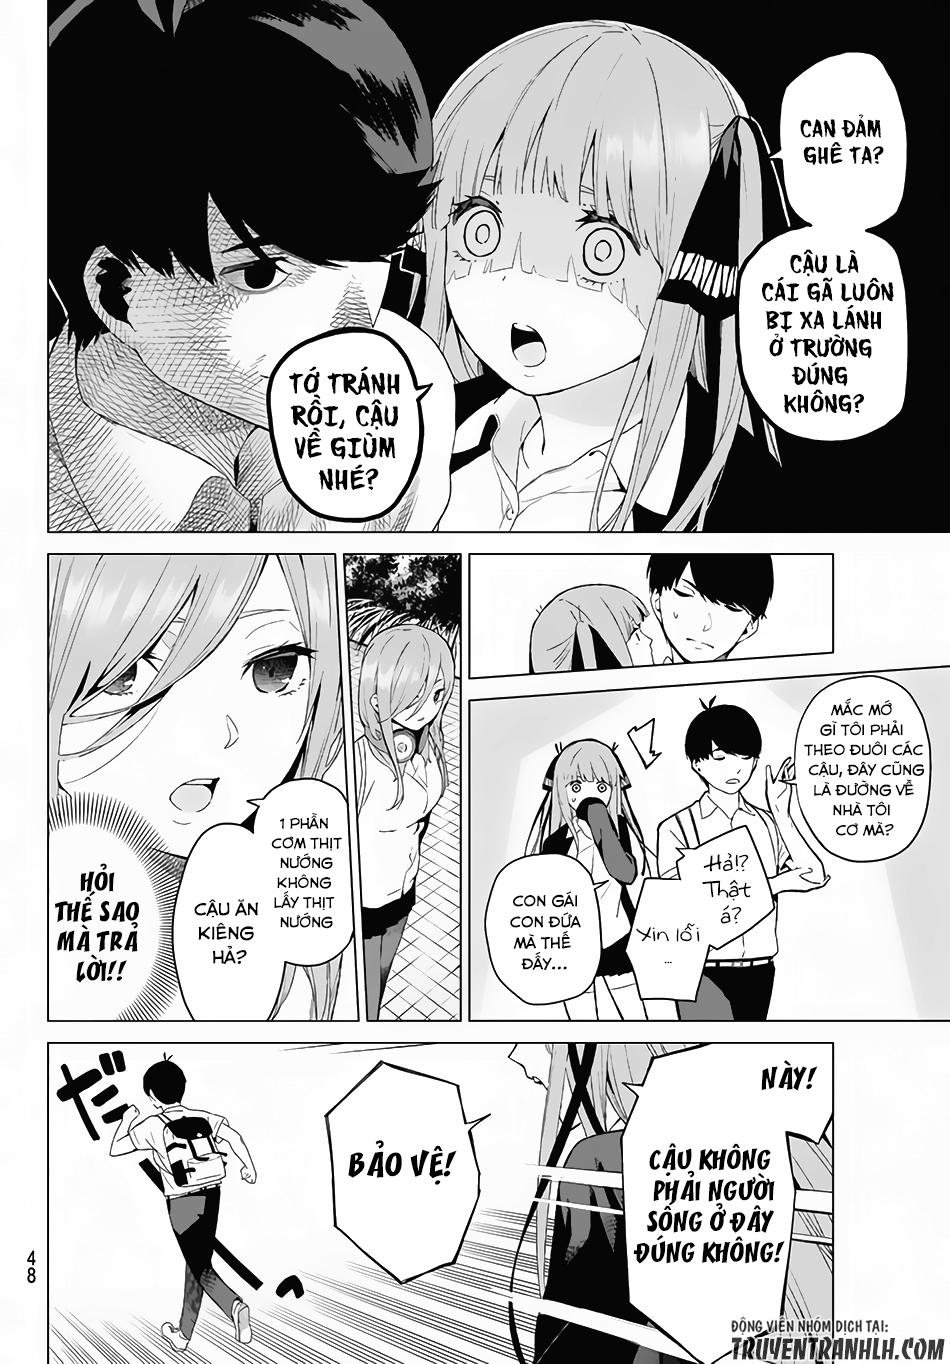 CAN ĐẢM
GHÊ TA?
CẬU LÀ
CÁI GÃ LUÔN
BỊ XA LÁNH
Ở TRƯỜNG
ĐÚNG
KHÔNG?
TỚ TRÁNH
RỒI, CẬU
VỀ GIÙM
NHÉ?
MẮC MỚ
GÌ TÔI PHẢI
THEO ĐUÔI CÁC
CẬU, ĐÂY CŨNG
LÀ ĐƯỜNG VỀ
NHÀ TÔI
CƠ MÀ?
Hả!?
Thật
á?
Xin lỗi
...
CON GÁI
CON ĐỨA
MÀ THẾ
ĐẤY...
1 PHẦN
CƠM THỊT
NƯỚNG
KHÔNG
LẤY THỊT
NƯỚNG
CẬU ĂN
KIÊNG
HẢ?
HỎI
THẾ SAO
MÀ TRẢ
LỜI!!
NÀY!
CẬU KHÔNG
PHẢI NGƯỜI
SỐNG Ở ĐÂY
ĐÚNG KHÔNG!
BẢO VỆ!
だっ
48
ĐỘNG VIÊN NHÓM DỊCH TẠI:
TRUYENTRANHLH.COM